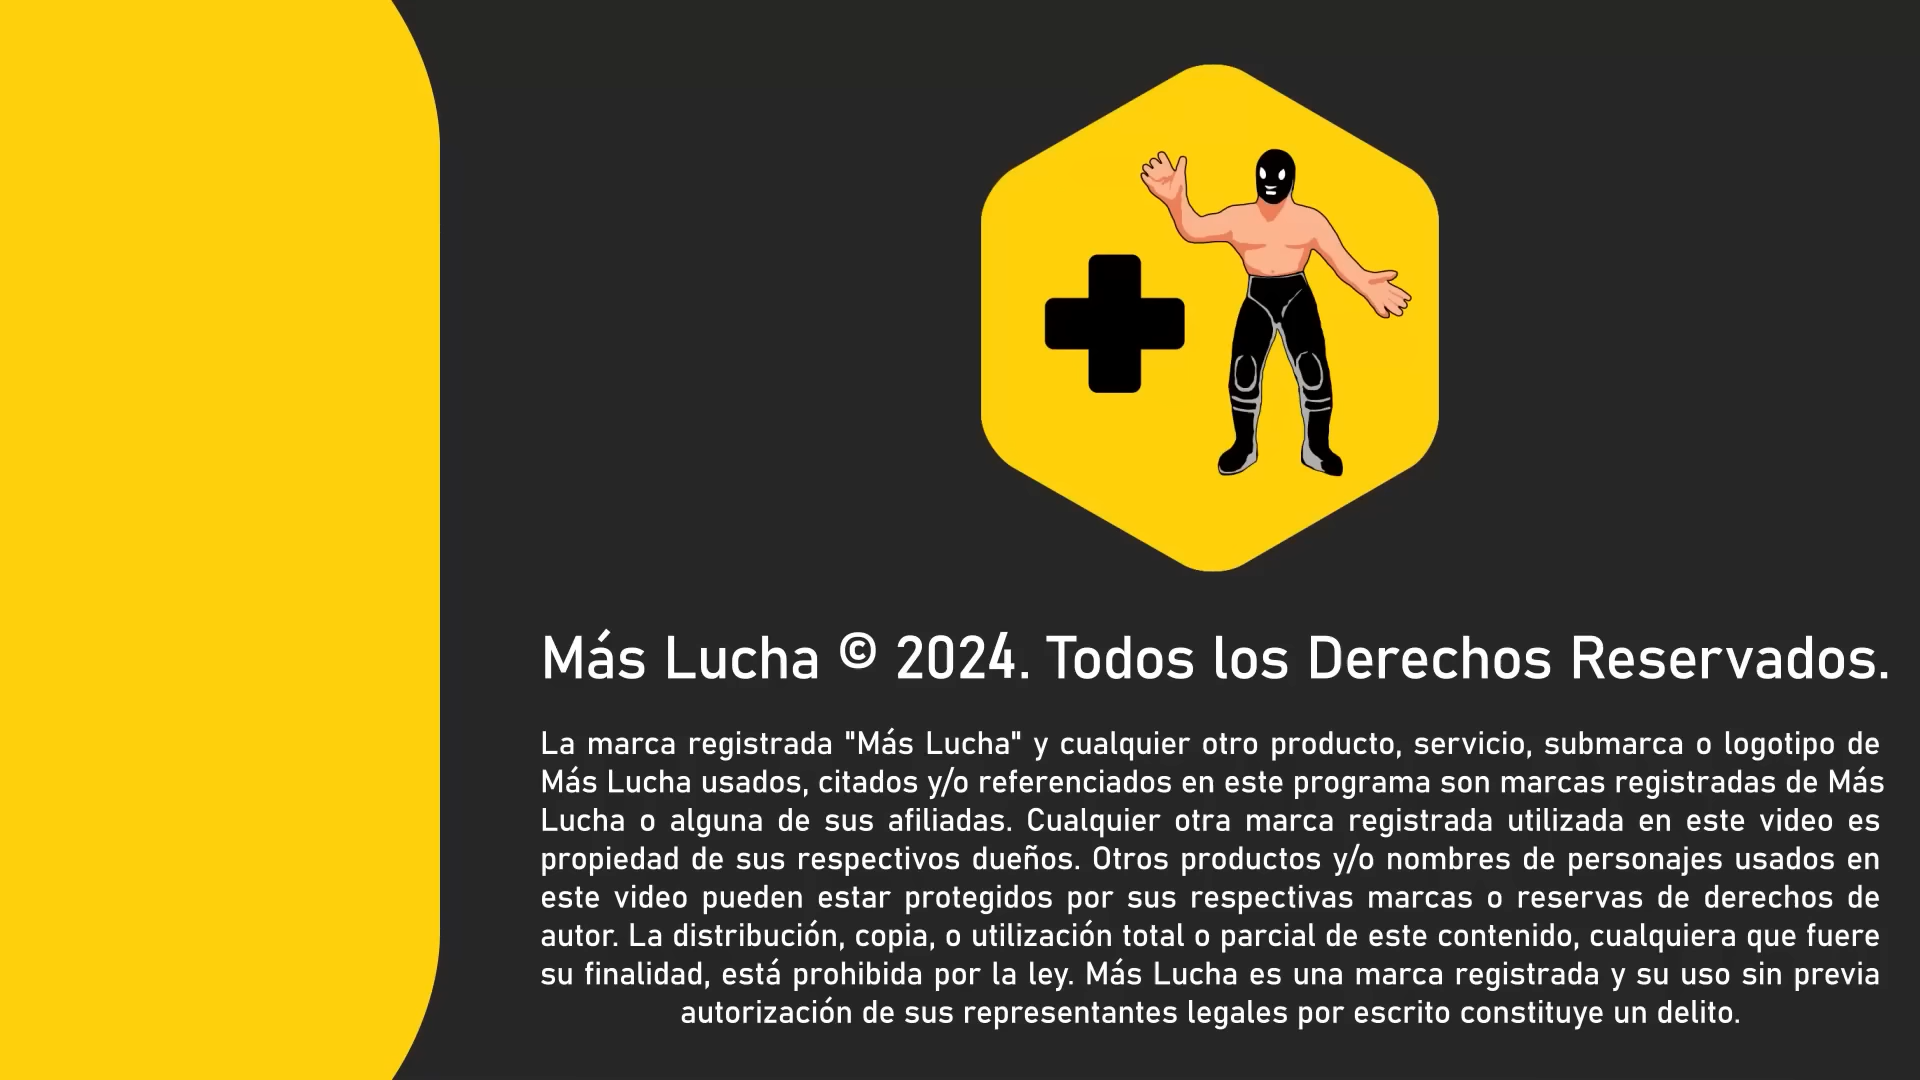 Más Lucha © 2024. Todos los Derechos Reservados.
La marca registrada "Más Lucha" y cualquier otro producto, servicio, submarca o logotipo de
Más Lucha usados, citados y/o referenciados en este programa son marcas registradas de Más
Lucha o alguna de sus afiliadas. Cualquier otra marca registrada utilizada en este video es
propiedad de sus respectivos dueños. Otros productos y/o nombres de personajes usados en
este video pueden estar protegidos por sus respectivas marcas o reservas de derechos de
autor. La distribución, copia, o utilización total o parcial de este contenido, cualquiera que fuere
su finalidad, está prohibida por la ley. Más Lucha es una marca registrada y su uso sin previa
autorización de sus representantes legales por escrito constituye un delito.